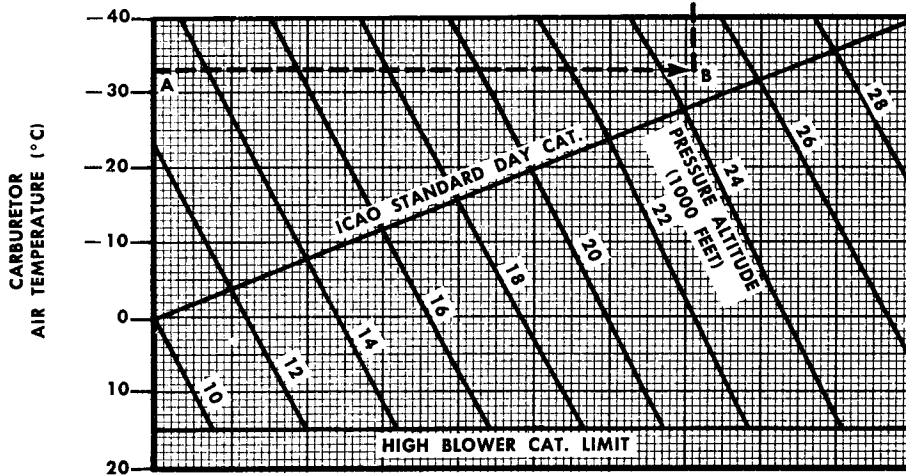 CARBURETOR
AIR TEMPERATURE (°C)
—40
—30
—20
—10
0
10
20
A
B
ICAO STANDARD DAY CAT.
PRESSURE ALTITUDE
(1000 FEET)
10
12
14
16
18
20
22
24
26
28
HIGH BLOWER CAT. LIMIT